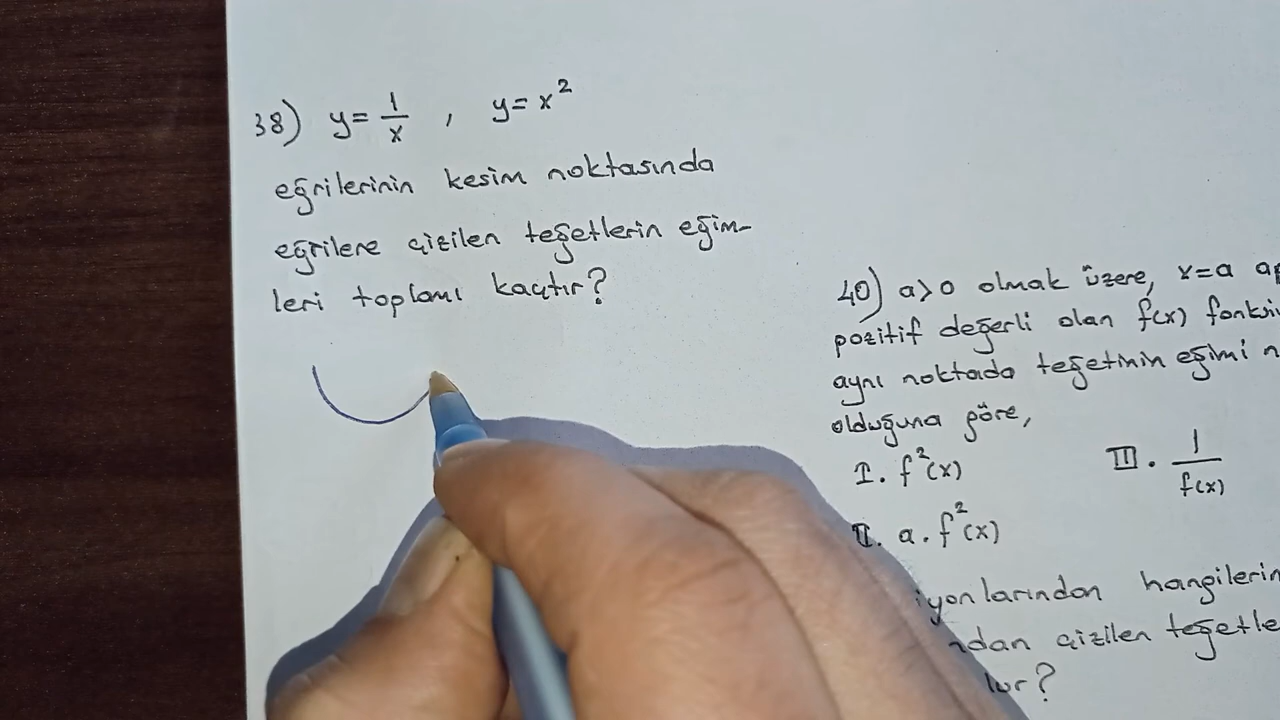 38) y = 1/x , y = x²
eğrilerinin kesim noktasında
eğrilere çizilen teğetlerin eğim-
leri toplamı kaçtır?
40) a>0 olmak üzere, x=a
pozitif değerli olan f(x)
aynı noktada teğetinin eğimi
olduğuna göre,
I. f²(x) III. 1/f(x)
II. a.f²(x)
hangilerin
çizilen